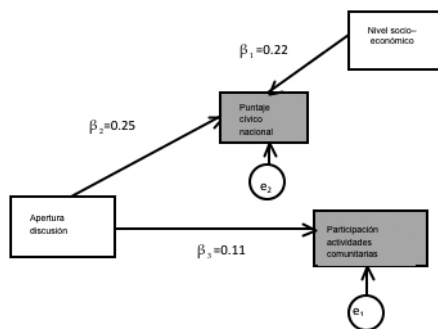 Nivel socio–
económico
β₁=0.22
Puntaje
cívico
nacional
β₂=0.25
e₂
Apertura
discusión
Participación
actividades
comunitarias
β₃=0.11
e₁